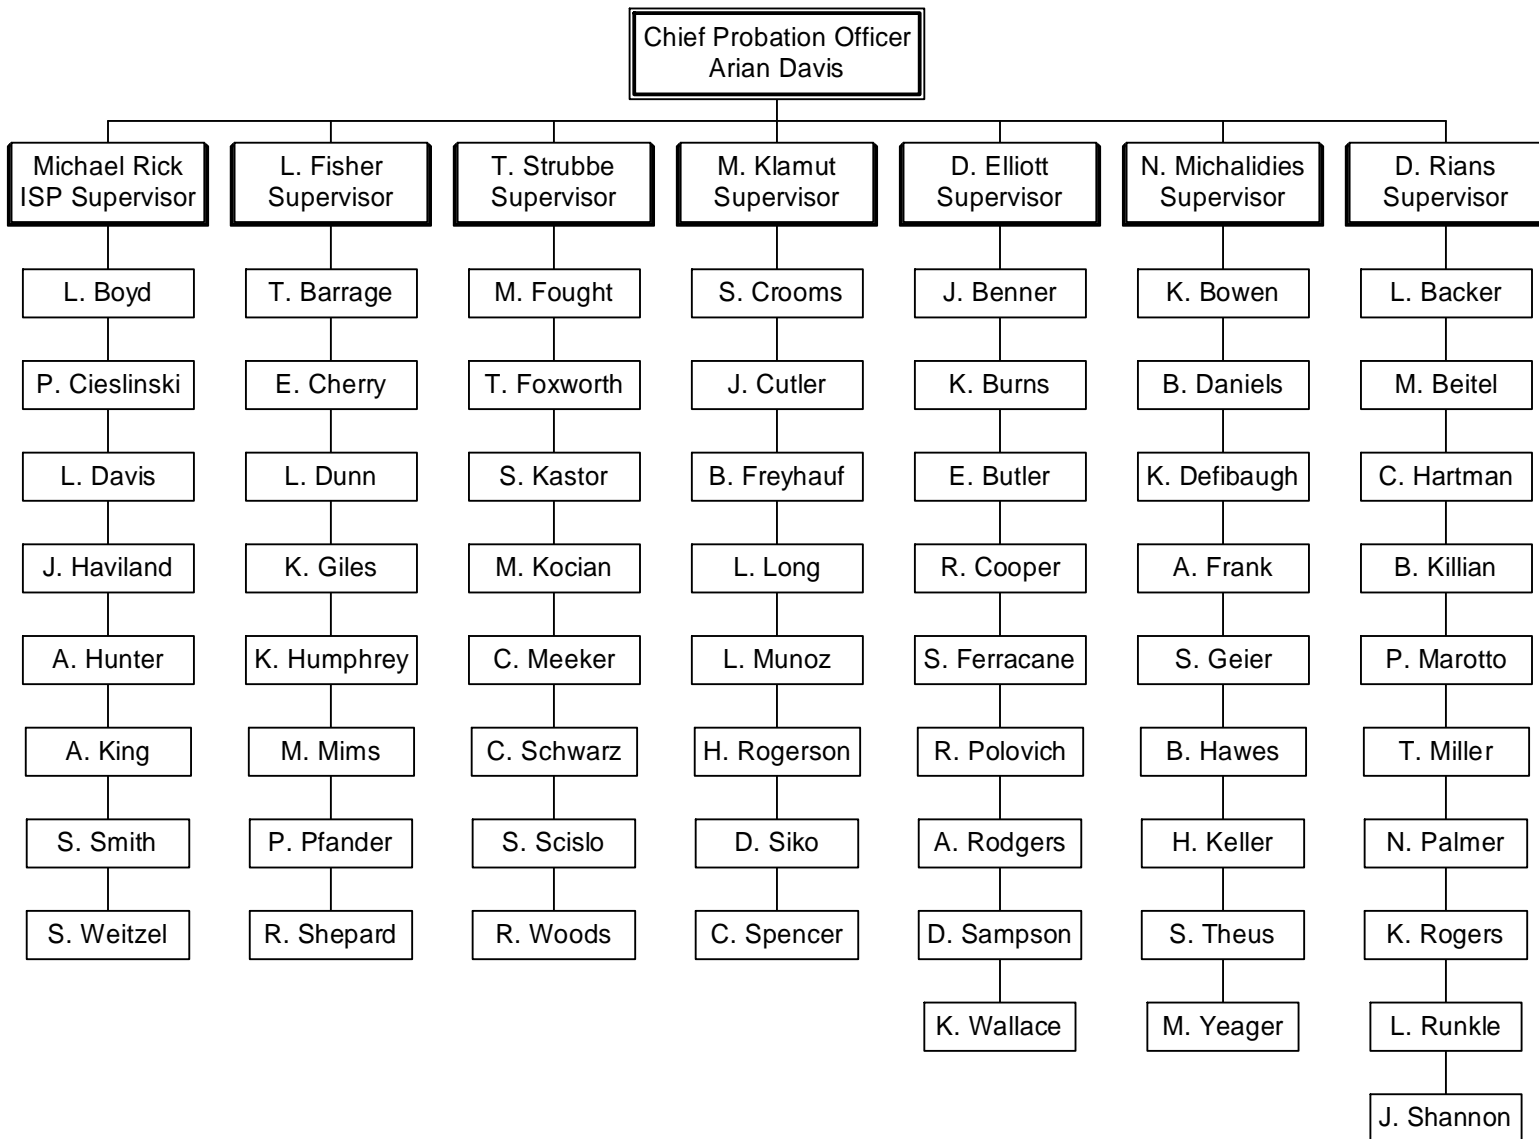 Chief Probation Officer
Arian Davis
Michael Rick
ISP Supervisor
L. Fisher
Supervisor
T. Strubbe
Supervisor
M. Klamut
Supervisor
D. Elliott
Supervisor
N. Michalidies
Supervisor
D. Rians
Supervisor
L. Boyd
T. Barrage
M. Fought
S. Crooms
J. Benner
K. Bowen
L. Backer
P. Cieslinski
E. Cherry
T. Foxworth
J. Cutler
K. Burns
B. Daniels
M. Beitel
L. Davis
L. Dunn
S. Kastor
B. Freyhauf
E. Butler
K. Defibaugh
C. Hartman
J. Haviland
K. Giles
M. Kocian
L. Long
R. Cooper
A. Frank
B. Killian
A. Hunter
K. Humphrey
C. Meeker
L. Munoz
S. Ferracane
S. Geier
P. Marotto
A. King
M. Mims
C. Schwarz
H. Rogerson
R. Polovich
B. Hawes
T. Miller
S. Smith
P. Pfander
S. Scislo
D. Siko
A. Rodgers
H. Keller
N. Palmer
S. Weitzel
R. Shepard
R. Woods
C. Spencer
D. Sampson
S. Theus
K. Rogers
K. Wallace
M. Yeager
L. Runkle
J. Shannon